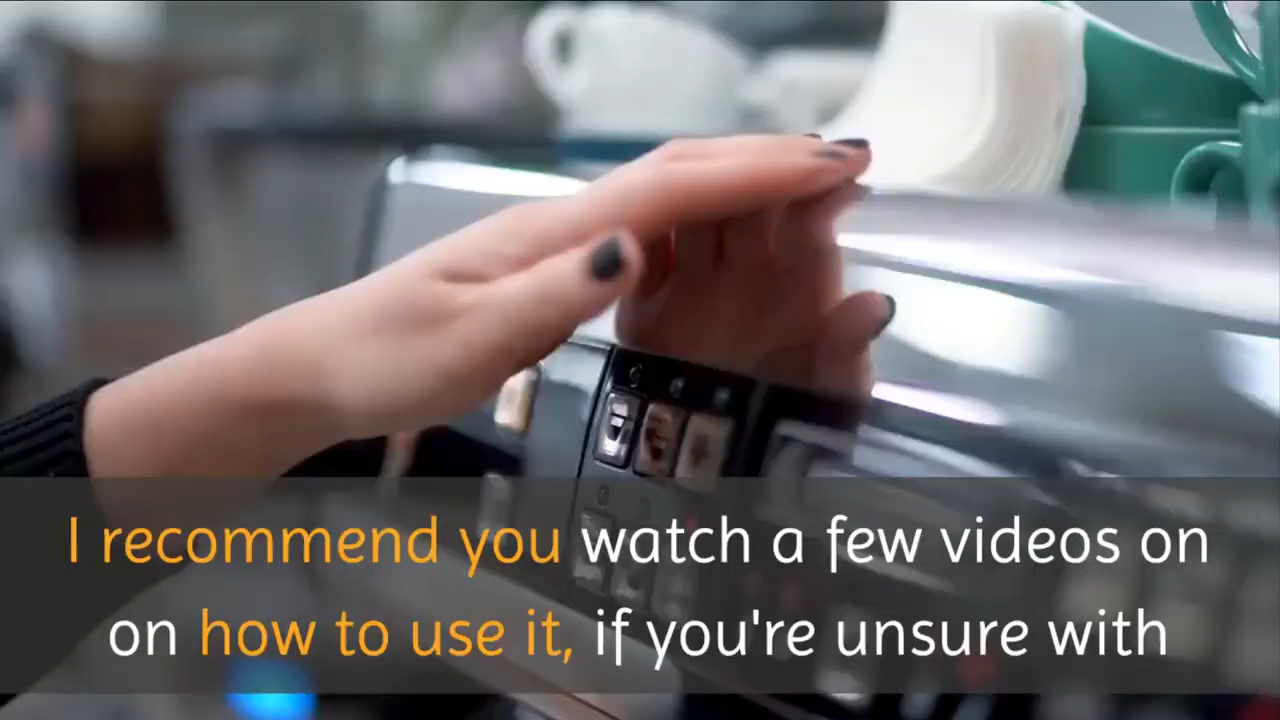 I recommend you watch a few videos on
on how to use it, if you're unsure with